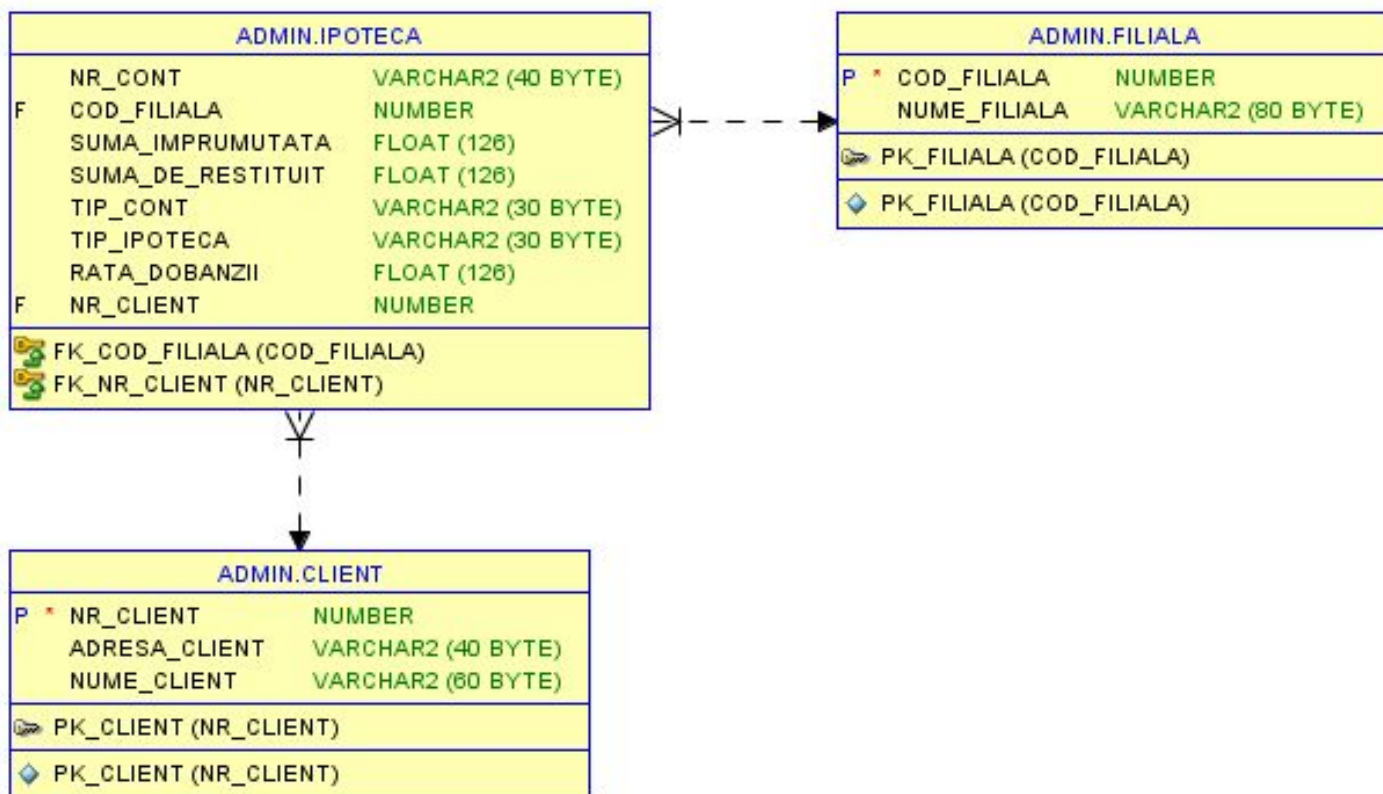 ADMIN.IPOTECA
NR_CONT VARCHAR2 (40 BYTE)
F COD_FILIALA NUMBER
SUMA_IMPRUMUTATA FLOAT (126)
SUMA_DE_RESTITUIT FLOAT (126)
TIP_CONT VARCHAR2 (30 BYTE)
TIP_IPOTECA VARCHAR2 (30 BYTE)
RATA_DOBANZII FLOAT (126)
F NR_CLIENT NUMBER
FK_COD_FILIALA (COD_FILIALA)
FK_NR_CLIENT (NR_CLIENT)
ADMIN.FILIALA
P * COD_FILIALA NUMBER
NUME_FILIALA VARCHAR2 (80 BYTE)
PK_FILIALA (COD_FILIALA)
PK_FILIALA (COD_FILIALA)
ADMIN.CLIENT
P * NR_CLIENT NUMBER
ADRESA_CLIENT VARCHAR2 (40 BYTE)
NUME_CLIENT VARCHAR2 (60 BYTE)
PK_CLIENT (NR_CLIENT)
PK_CLIENT (NR_CLIENT)